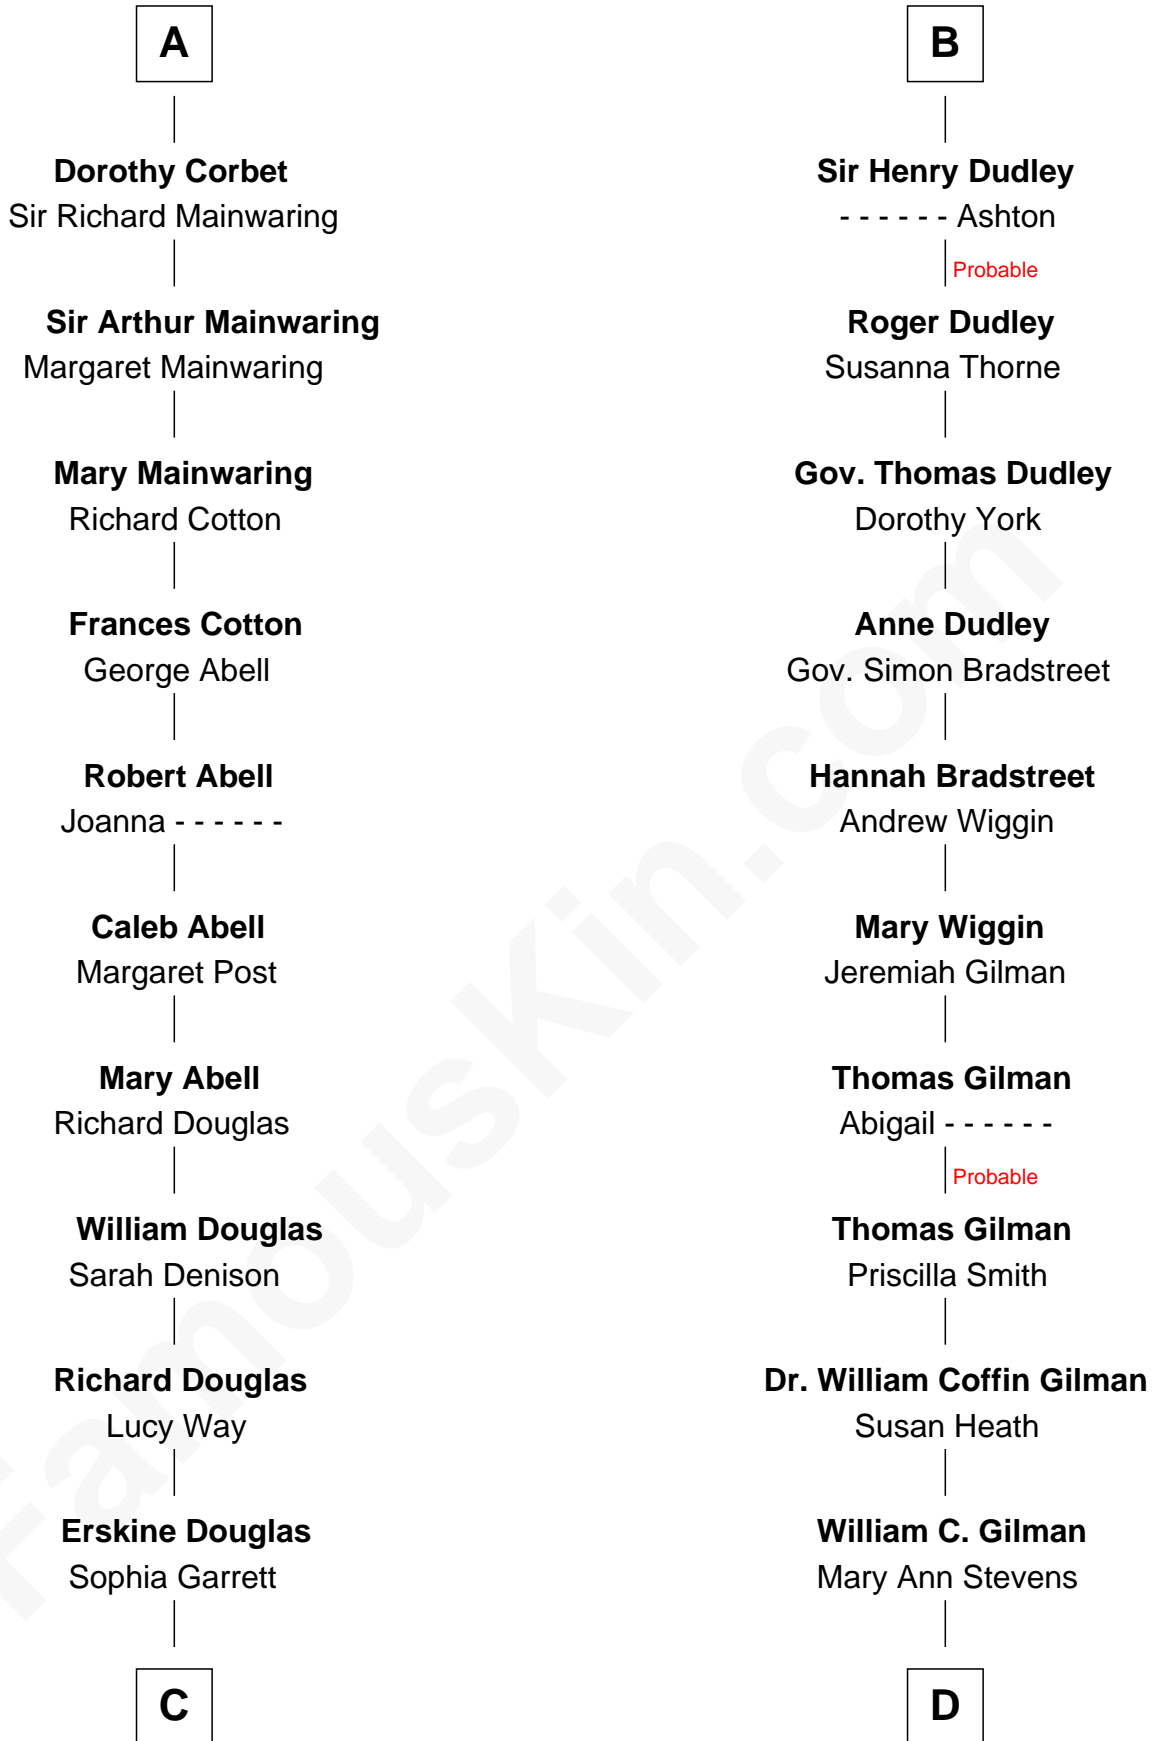 A
Dorothy Corbet
Sir Richard Mainwaring
Sir Arthur Mainwaring
Margaret Mainwaring
Mary Mainwaring
Richard Cotton
Frances Cotton
George Abell
Robert Abell
Joanna - - - - - -
Caleb Abell
Margaret Post
Mary Abell
Richard Douglas
William Douglas
Sarah Denison
Richard Douglas
Lucy Way
Erskine Douglas
Sophia Garrett
C
B
Sir Henry Dudley
- - - - - - Ashton
Probable
Roger Dudley
Susanna Thorne
Gov. Thomas Dudley
Dorothy York
Anne Dudley
Gov. Simon Bradstreet
Hannah Bradstreet
Andrew Wiggin
Mary Wiggin
Jeremiah Gilman
Thomas Gilman
Abigail - - - - - -
Probable
Thomas Gilman
Priscilla Smith
Dr. William Coffin Gilman
Susan Heath
William C. Gilman
Mary Ann Stevens
D
FamousKin.com